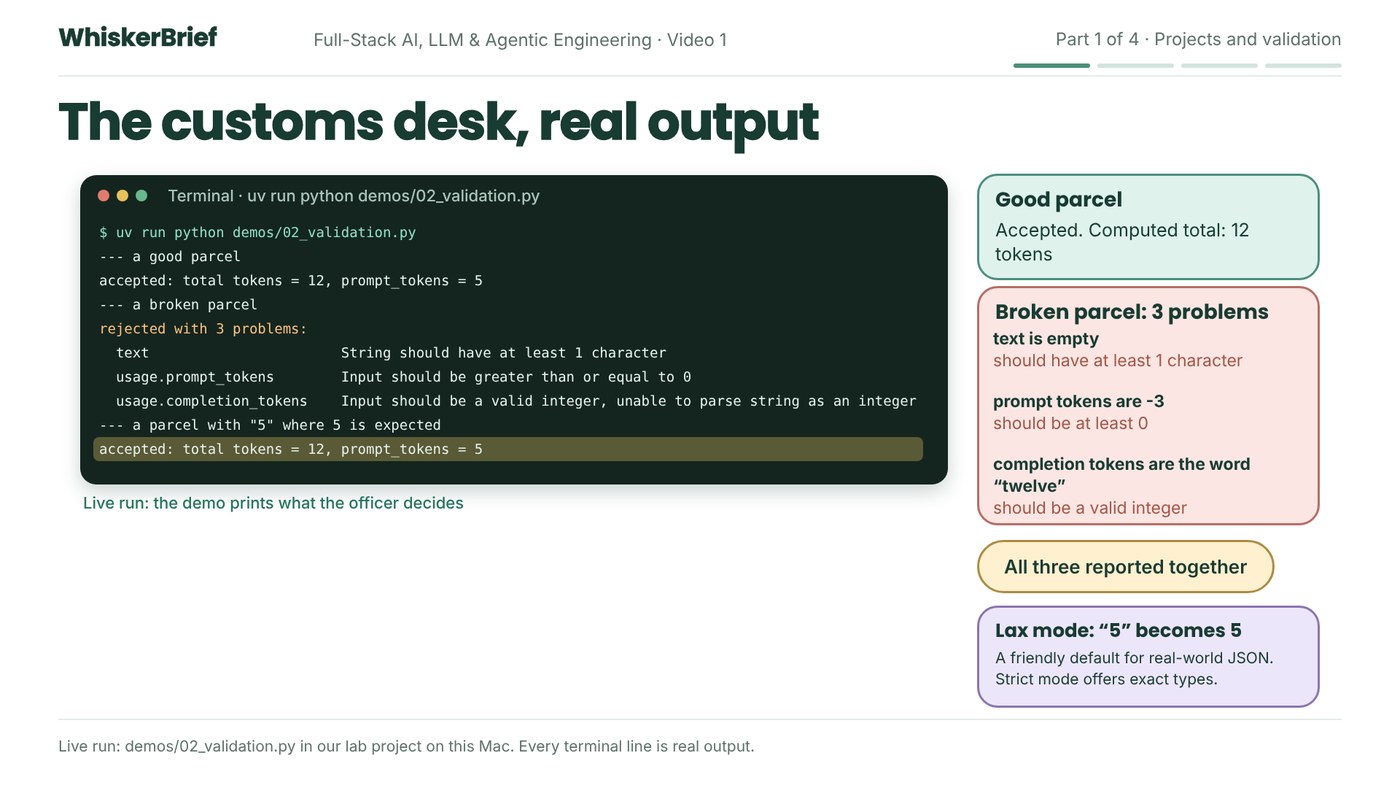 WhiskerBrief
Full-Stack AI, LLM & Agentic Engineering · Video 1
Part 1 of 4 · Projects and validation
The customs desk, real output
Terminal · uv run python demos/02_validation.py
$ uv run python demos/02_validation.py
--- a good parcel
accepted: total tokens = 12, prompt_tokens = 5
--- a broken parcel
rejected with 3 problems:
text String should have at least 1 character
usage.prompt_tokens Input should be greater than or equal to 0
usage.completion_tokens Input should be a valid integer, unable to parse string as an integer
--- a parcel with "5" where 5 is expected
accepted: total tokens = 12, prompt_tokens = 5
Live run: the demo prints what the officer decides
Good parcel
Accepted. Computed total: 12
tokens
Broken parcel: 3 problems
text is empty
should have at least 1 character
prompt tokens are -3
should be at least 0
completion tokens are the word
“twelve”
should be a valid integer
All three reported together
Lax mode: “5” becomes 5
A friendly default for real-world JSON.
Strict mode offers exact types.
Live run: demos/02_validation.py in our lab project on this Mac. Every terminal line is real output.